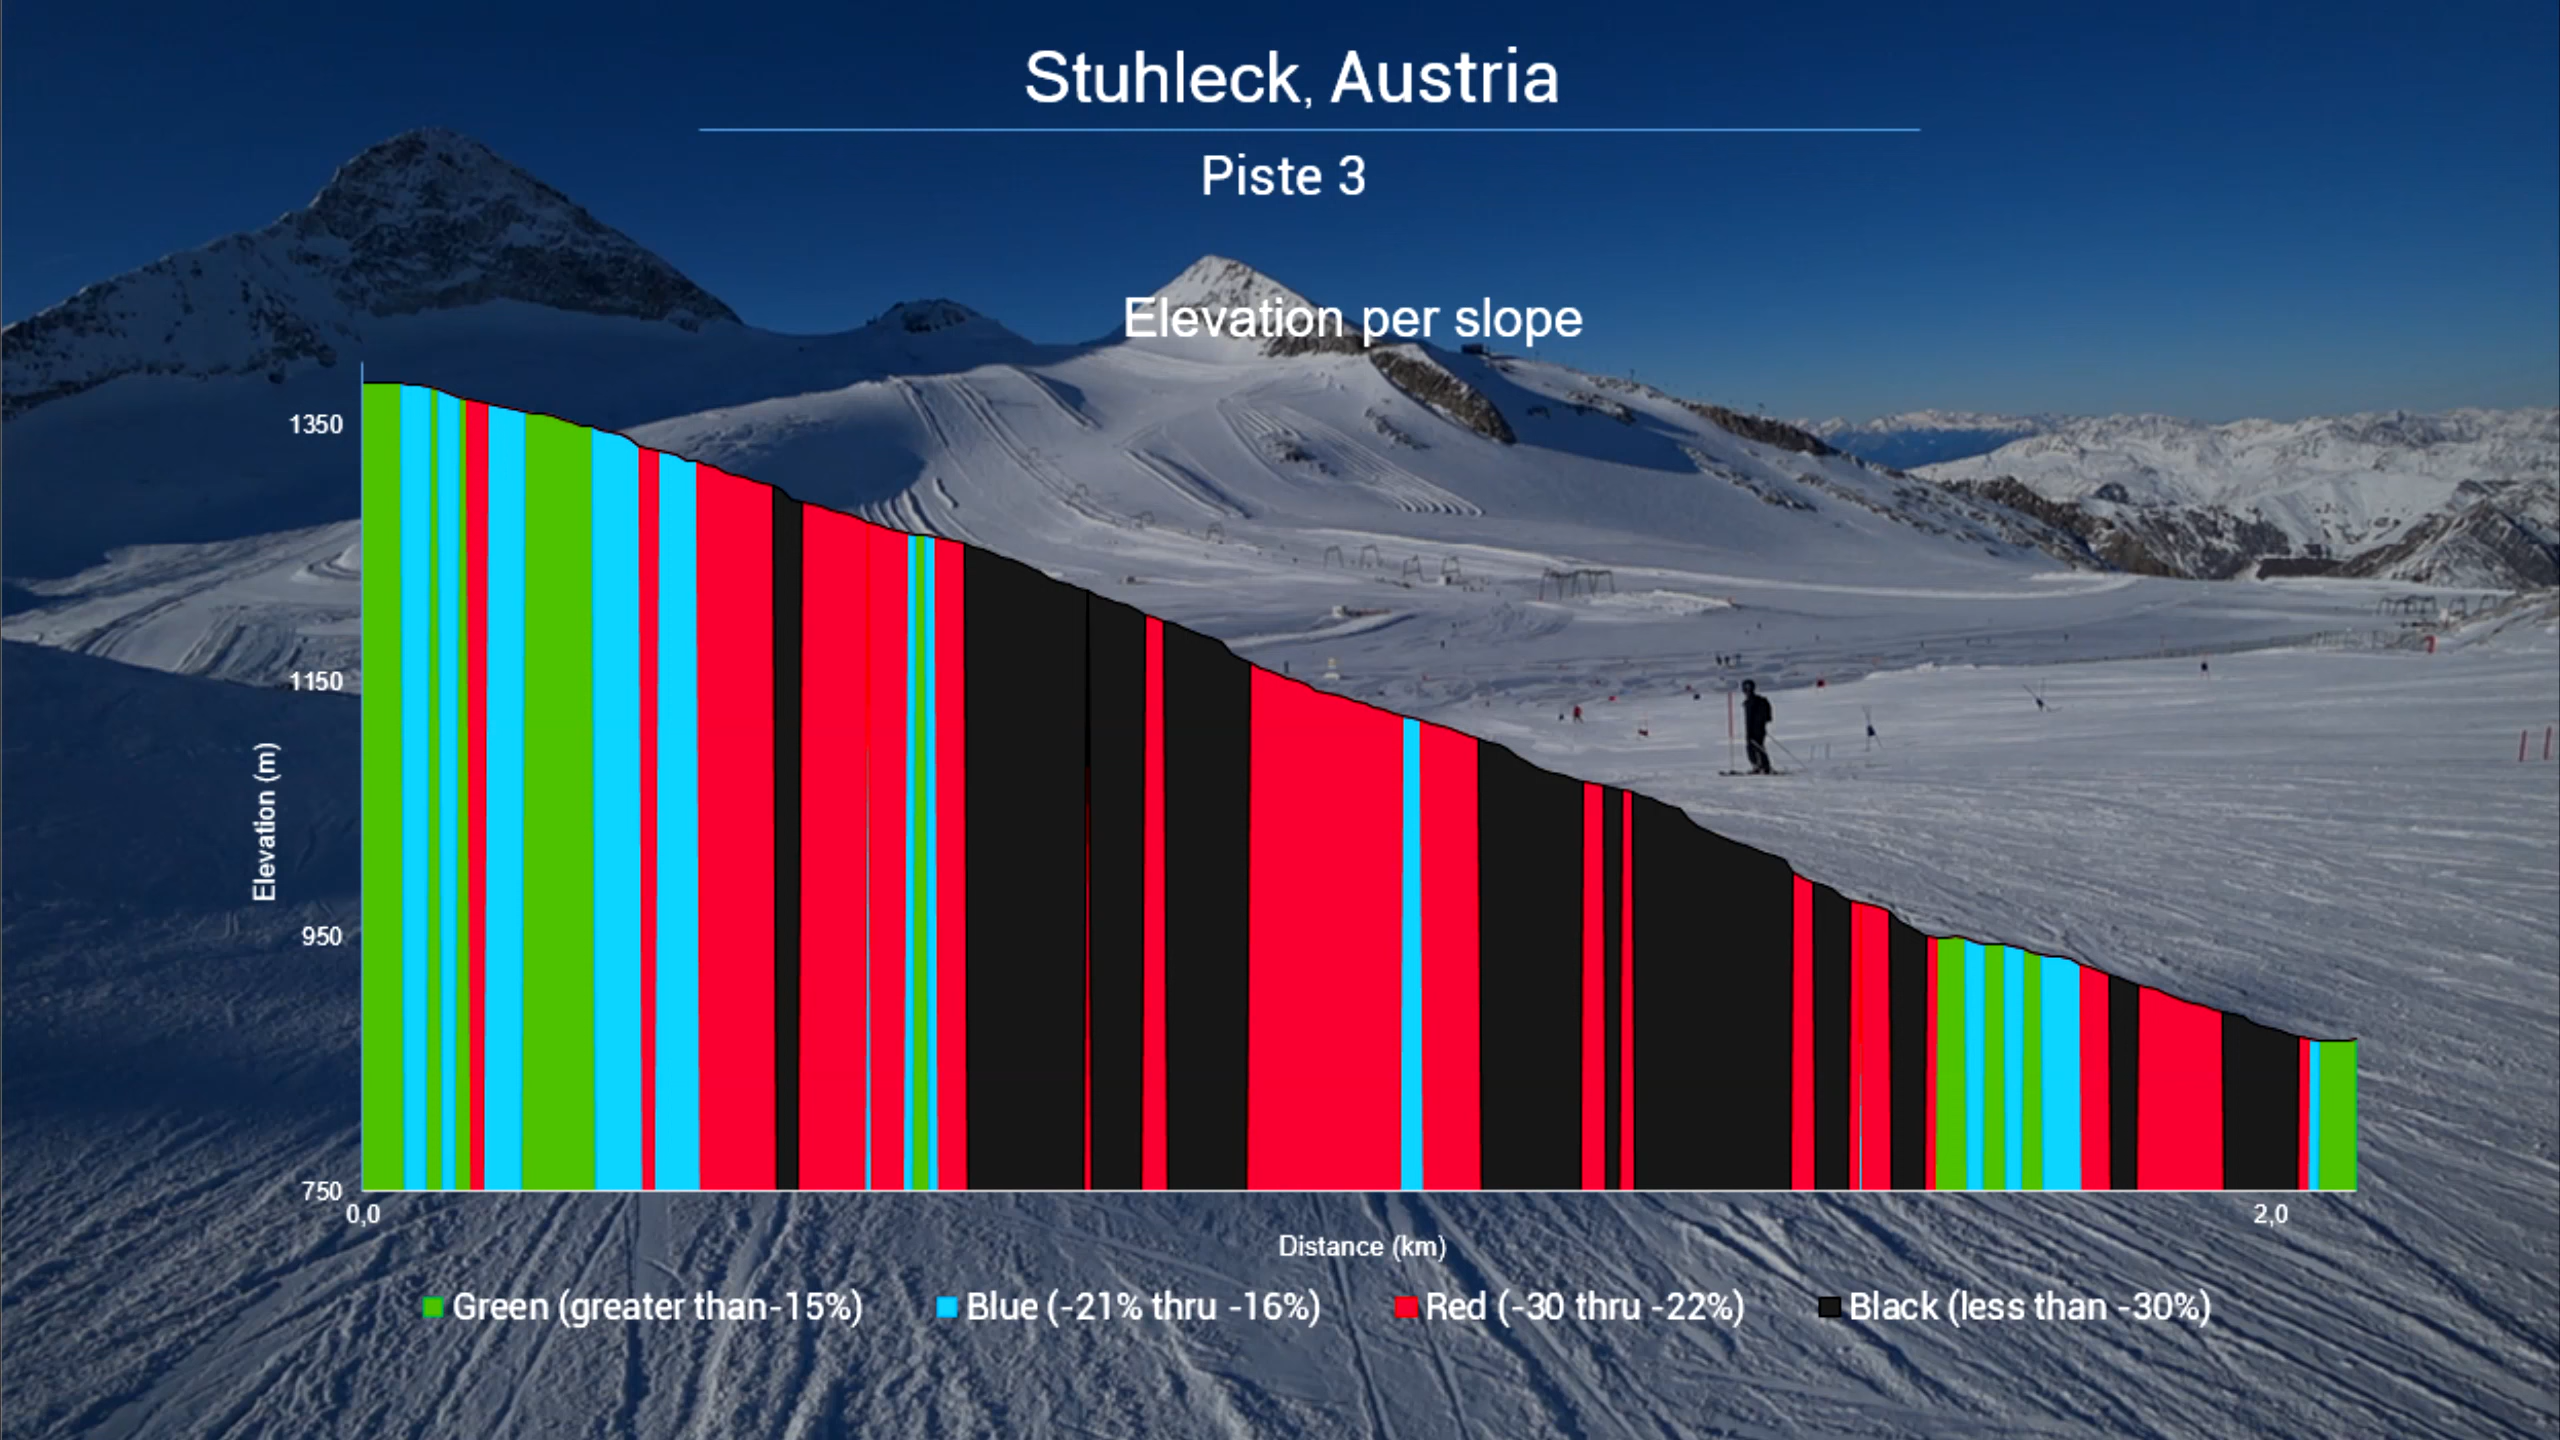 Stuhleck, Austria
Piste 3
Elevation per slope
1350
1150
950
750
Elevation (m)
0,0
2,0
Distance (km)
Green (greater than-15%)
Blue (-21% thru -16%)
Red (-30 thru -22%)
Black (less than -30%)